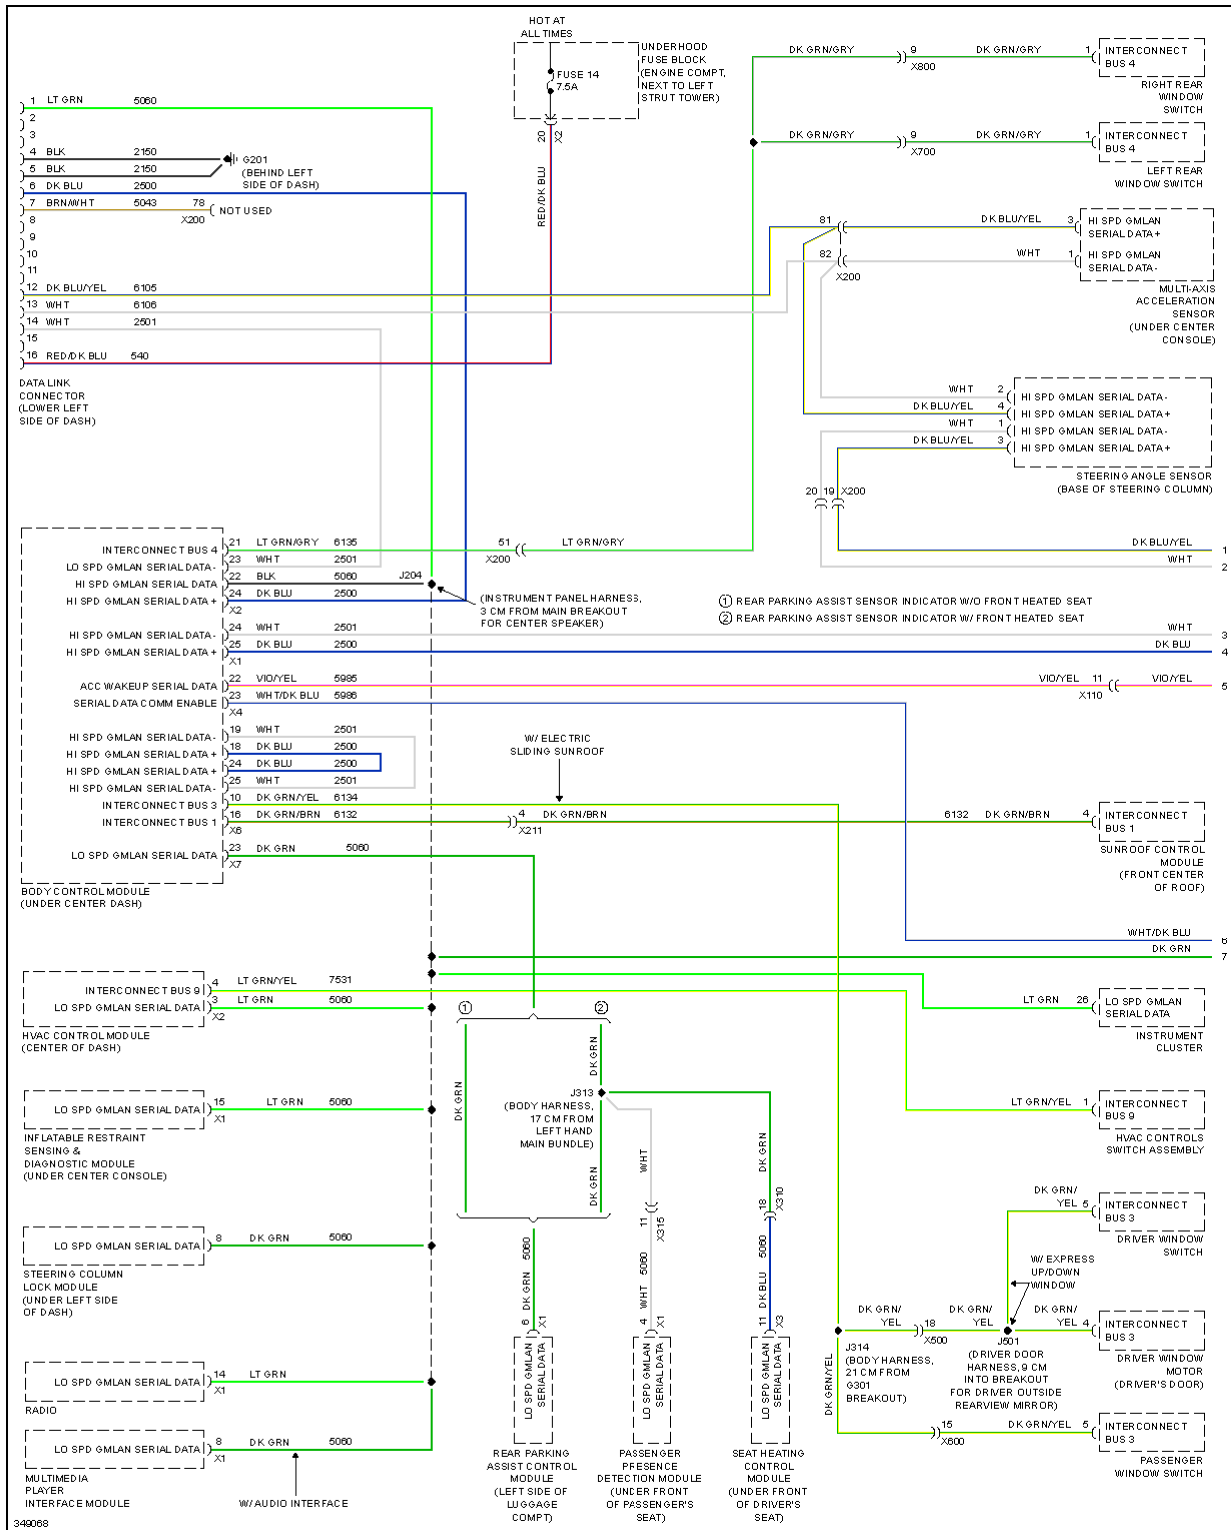 HOT AT
ALL TIMES
FUSE 14
7.5A
UNDERHOOD
FUSE BLOCK
(ENGINE COMPT,
NEXT TO LEFT
STRUT TOWER)
20
X2
RED/DK BLU
DK GRN/GRY 9 DK GRN/GRY 1
X800
INTERCONNECT
BUS 4
RIGHT REAR
WINDOW
SWITCH
DK GRN/GRY 9 DK GRN/GRY 1
X700
INTERCONNECT
BUS 4
LEFT REAR
WINDOW SWITCH
1 LT GRN 5060
2
3
4 BLK 2150
5 BLK 2150
G201
(BEHIND LEFT
SIDE OF DASH)
6 DK BLU 2500
7 BRN/WHT 5043 78
X200
NOT USED
8
9
10
11
12 DK BLU/YEL 6105
13 WHT 6106
14 WHT 2501
15
16 RED/DK BLU 540
DATA LINK
CONNECTOR
(LOWER LEFT
SIDE OF DASH)
81 DK BLU/YEL 3
HI SPD GMLAN
SERIAL DATA+
82 WHT 1
X200
HI SPD GMLAN
SERIAL DATA-
MULTI-AXIS
ACCELERATION
SENSOR
(UNDER CENTER
CONSOLE)
WHT 2 HI SPD GMLAN SERIAL DATA-
DK BLU/YEL 4 HI SPD GMLAN SERIAL DATA+
WHT 1 HI SPD GMLAN SERIAL DATA-
DK BLU/YEL 3 HI SPD GMLAN SERIAL DATA+
STEERING ANGLE SENSOR
(BASE OF STEERING COLUMN)
20 19 X200
DK BLU/YEL 1
WHT 2
INTERCONNECT BUS 4 21 LT GRN/GRY 6135 51 LT GRN/GRY
X200
LO SPD GMLAN SERIAL DATA- 23 WHT 2501
HI SPD GMLAN SERIAL DATA 22 BLK 5060 J204
HI SPD GMLAN SERIAL DATA+ 24 DK BLU 2500
X2
(INSTRUMENT PANEL HARNESS,
3 CM FROM MAIN BREAKOUT
FOR CENTER SPEAKER)
1 REAR PARKING ASSIST SENSOR INDICATOR W/O FRONT HEATED SEAT
2 REAR PARKING ASSIST SENSOR INDICATOR W/ FRONT HEATED SEAT
HI SPD GMLAN SERIAL DATA- 24 WHT 2501 WHT 3
HI SPD GMLAN SERIAL DATA+ 25 DK BLU 2500 DK BLU 4
X1
ACC WAKEUP SERIAL DATA 22 VIO/YEL 5985 VIO/YEL 11 VIO/YEL 5
X110
SERIAL DATA COMM ENABLE 23 WHT/DK BLU 5986
X4
HI SPD GMLAN SERIAL DATA- 19 WHT 2501
HI SPD GMLAN SERIAL DATA+ 18 DK BLU 2500
HI SPD GMLAN SERIAL DATA+ 24 DK BLU 2500
HI SPD GMLAN SERIAL DATA- 25 WHT 2501
W/ ELECTRIC
SLIDING SUNROOF
INTERCONNECT BUS 3 10 DK GRN/YEL 6134
INTERCONNECT BUS 1 16 DK GRN/BRN 6132 4 DK GRN/BRN 6132 DK GRN/BRN 4
X6
X211
INTERCONNECT
BUS 1
SUNROOF CONTROL
MODULE
(FRONT CENTER
OF ROOF)
LO SPD GMLAN SERIAL DATA 23 DK GRN 5060
X7
BODY CONTROL MODULE
(UNDER CENTER DASH)
WHT/DK BLU 6
DK GRN 7
INTERCONNECT BUS 9 4 LT GRN/YEL 7531
LO SPD GMLAN SERIAL DATA 3 LT GRN 5060
X2
HVAC CONTROL MODULE
(CENTER OF DASH)
LT GRN 26
LO SPD GMLAN
SERIAL DATA
INSTRUMENT
CLUSTER
1
2
DK GRN
DK GRN
J313
(BODY HARNESS,
17 CM FROM
LEFT HAND
MAIN BUNDLE)
DK GRN
WHT
DK GRN
11
X315
18
X310
LO SPD GMLAN SERIAL DATA 15 LT GRN 5060
X1
INFLATABLE RESTRAINT
SENSING &
DIAGNOSTIC MODULE
(UNDER CENTER CONSOLE)
LT GRN/YEL 1
INTERCONNECT
BUS 9
HVAC CONTROLS
SWITCH ASSEMBLY
DK GRN/
YEL 5
INTERCONNECT
BUS 3
DRIVER WINDOW
SWITCH
W/ EXPRESS
UP/DOWN
WINDOW
LO SPD GMLAN SERIAL DATA 8 DK GRN 5060
STEERING COLUMN
LOCK MODULE
(UNDER LEFT SIDE
OF DASH)
6 DK GRN 5060
X1
4 WHT 5060
X1
11 DK BLU 5060
X3
DK GRN/
YEL
18
X500
DK GRN/
YEL
J501
DK GRN/
YEL 4
INTERCONNECT
BUS 3
DRIVER WINDOW
MOTOR
(DRIVER'S DOOR)
J314
(BODY HARNESS,
21 CM FROM
G301
BREAKOUT)
(DRIVER DOOR
HARNESS, 9 CM
INTO BREAKOUT
FOR DRIVER OUTSIDE
REARVIEW MIRROR)
DK GRN/YEL
15 DK GRN/YEL 5
X600
INTERCONNECT
BUS 3
PASSENGER
WINDOW SWITCH
LO SPD GMLAN SERIAL DATA 14 LT GRN
X1
RADIO
LO SPD GMLAN SERIAL DATA 8 DK GRN 5060
X1
MULTIMEDIA
PLAYER
INTERFACE MODULE
W/ AUDIO INTERFACE
LO SPD GMLAN
SERIAL DATA
REAR PARKING
ASSIST CONTROL
MODULE
(LEFT SIDE OF
LUGGAGE
COMPT)
LO SPD GMLAN
SERIAL DATA
PASSENGER
PRESENCE
DETECTION MODULE
(UNDER FRONT
OF PASSENGER'S
SEAT)
LO SPD GMLAN
SERIAL DATA
SEAT HEATING
CONTROL
MODULE
(UNDER FRONT
OF DRIVER'S
SEAT)
349068